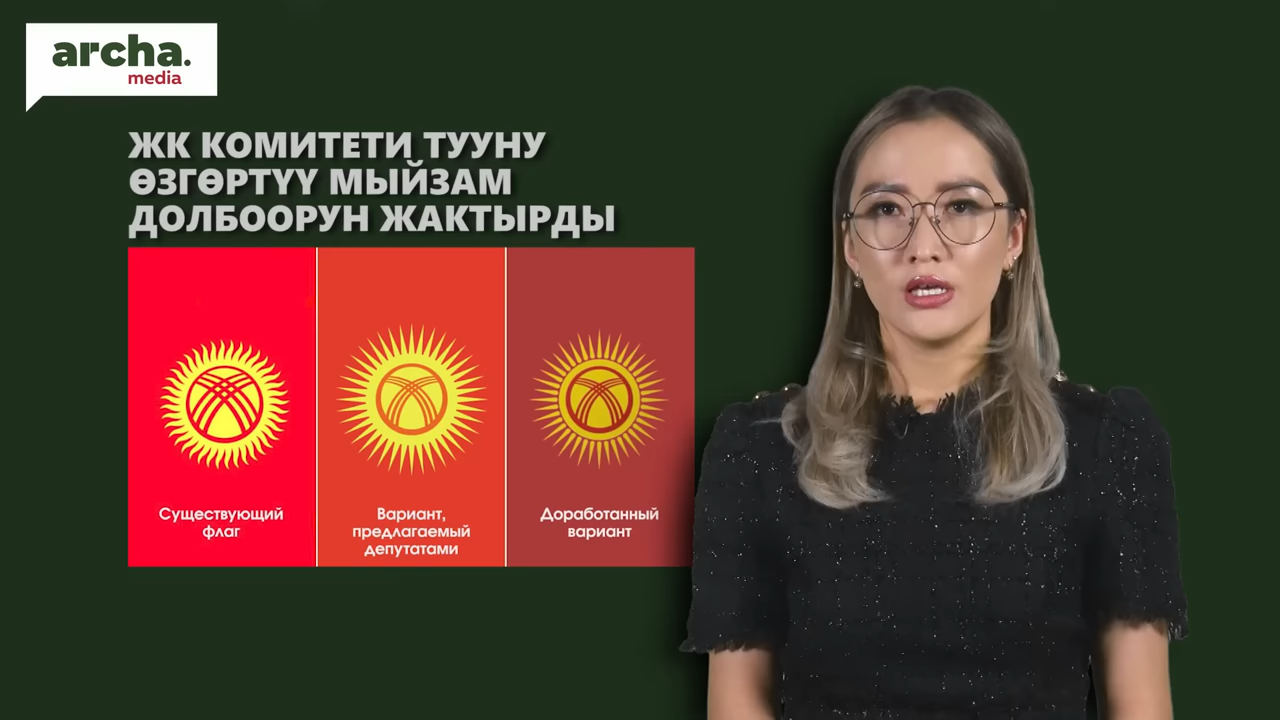 archa.
media
ЖК КОМИТЕТИ ТУУНУ
ӨЗГӨРТҮҮ МЫЙЗАМ
ДОЛБООРУН ЖАКТЫРДЫ
Существующий
флаг
Вариант,
предлагаемый
депутатами
Доработанный
вариант